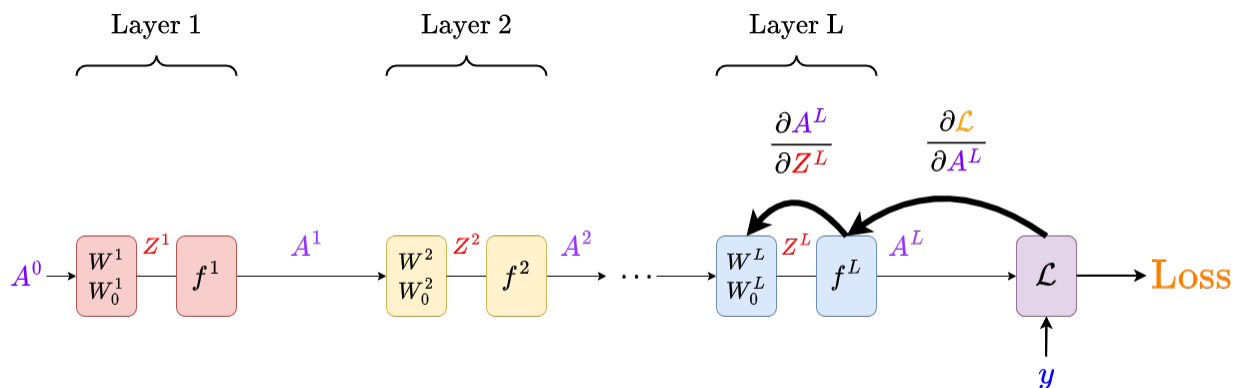 Layer 1
Layer 2
Layer L
∂A^L
∂Z^L
∂ℒ
∂A^L
A^0
W^1
W_0^1
Z^1
f^1
A^1
W^2
W_0^2
Z^2
f^2
A^2
···
W^L
W_0^L
Z^L
f^L
A^L
ℒ
Loss
y